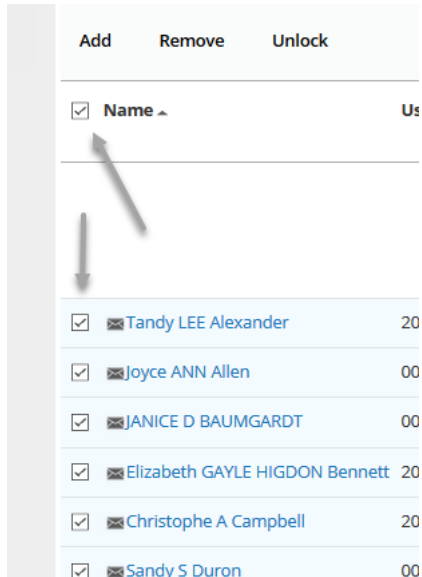 Add Remove Unlock
Name Us
Tandy LEE Alexander 20
Joyce ANN Allen 00
JANICE D BAUMGARDT 00
Elizabeth GAYLE HIGDON Bennett 20
Christophe A Campbell 20
Sandy S Duron 00